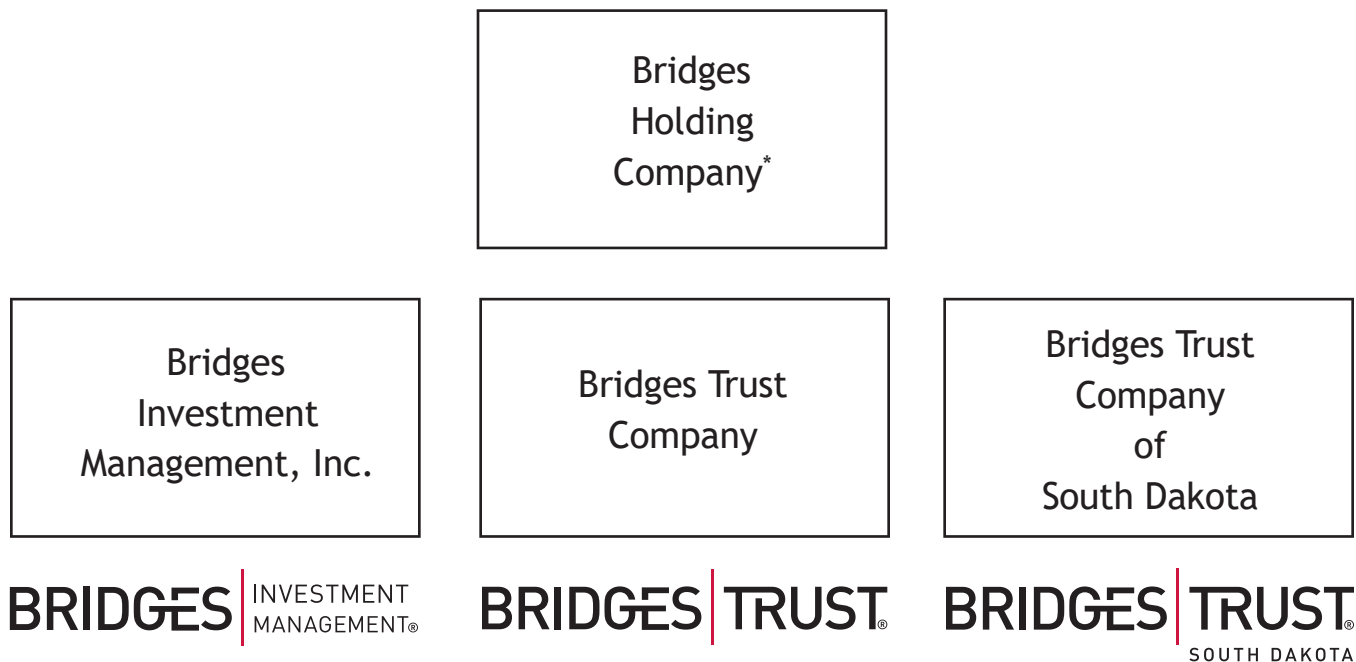 Bridges
Holding
Company*
Bridges
Investment
Management, Inc.
Bridges Trust
Company
Bridges Trust
Company
of
South Dakota
BRIDGES INVESTMENT
MANAGEMENT®
BRIDGES TRUST®
BRIDGES TRUST®
SOUTH DAKOTA